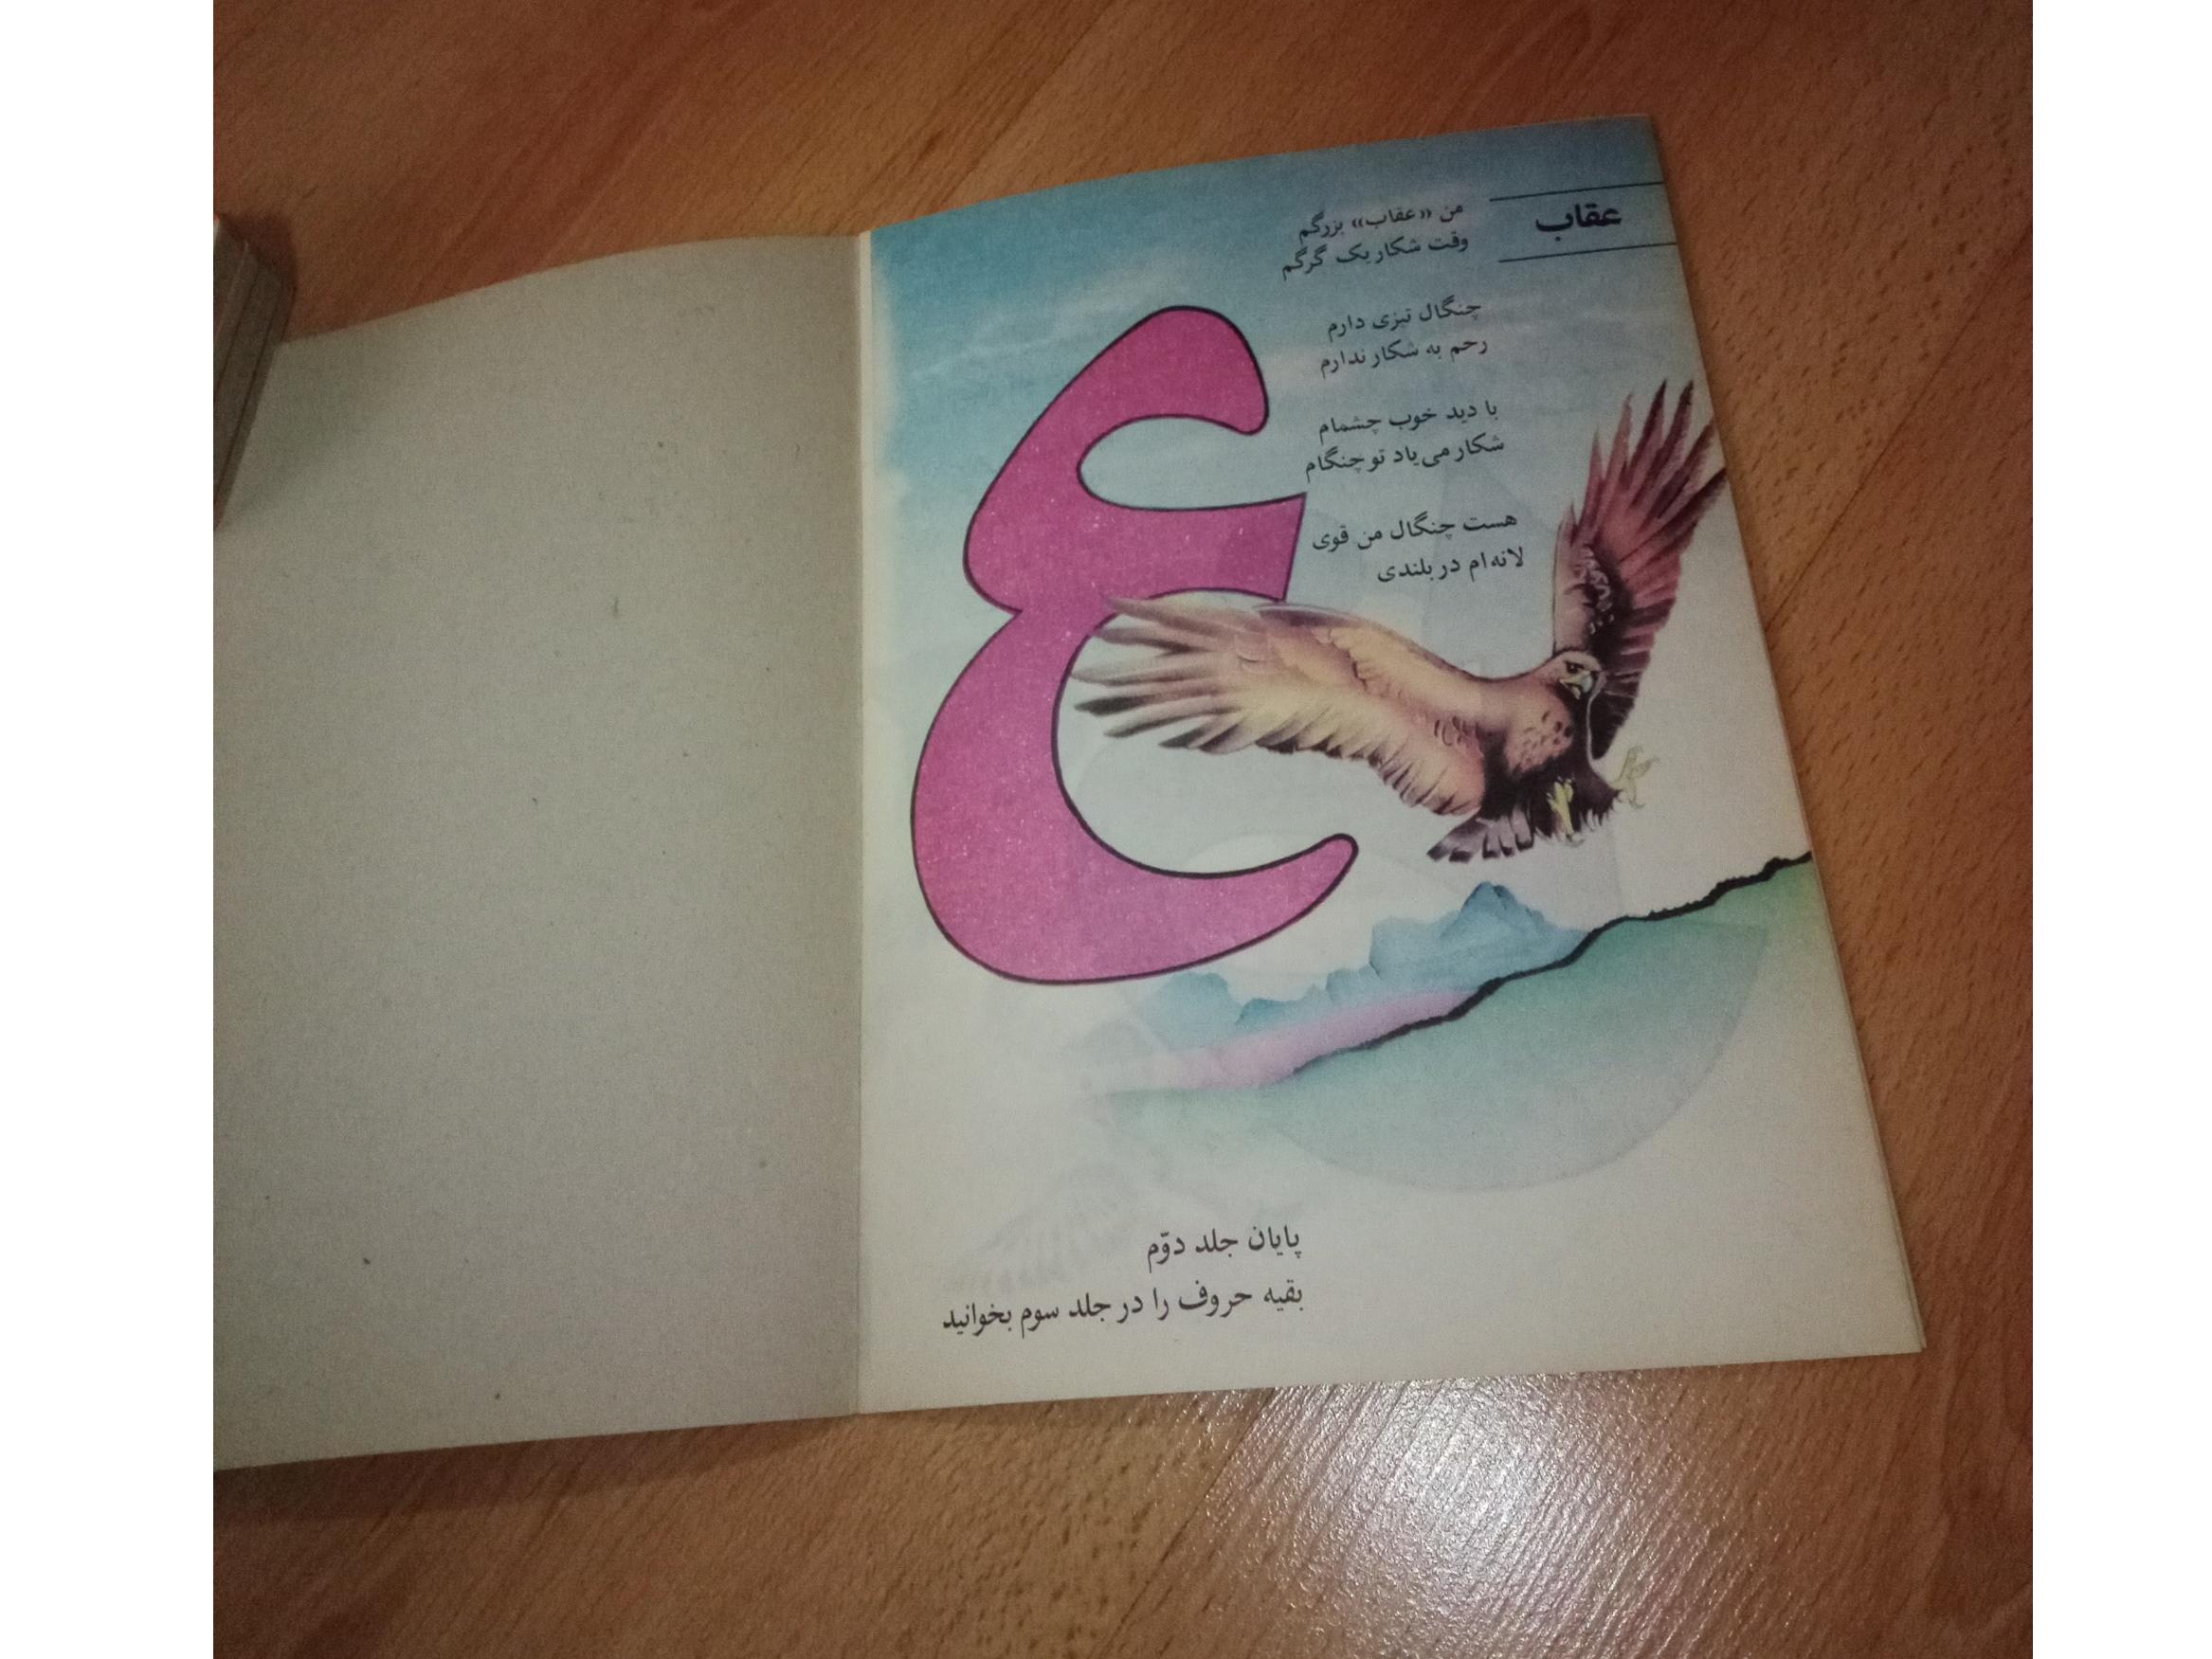 عقاب
من «عقاب» بزرگم
وقت شکار یک گرگم
چنگال تیزی دارم
رحم به شکار ندارم
با دید خوب چشمام
شکار می‌یاد تو چنگام
هست چنگال من قوی
لانه‌ام در بلندی
ع
پایان جلد دوّم
بقیه حروف را در جلد سوم بخوانید